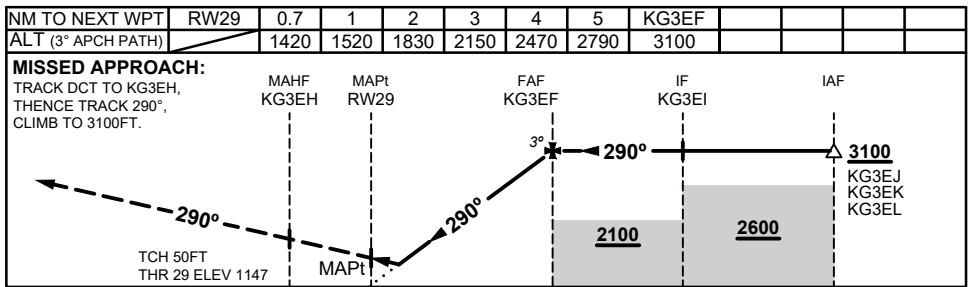 NM TO NEXT WPT RW29 0.7 1 2 3 4 5 KG3EF
ALT (3° APCH PATH) 1420 1520 1830 2150 2470 2790 3100
MISSED APPROACH:
TRACK DCT TO KG3EH,
THENCE TRACK 290°,
CLIMB TO 3100FT.
MAHF
KG3EH
MAPt
RW29
FAF
KG3EF
IF
KG3EI
IAF
3°
290°
3100
KG3EJ
KG3EK
KG3EL
290°
290°
2100
2600
TCH 50FT
THR 29 ELEV 1147
MAPt